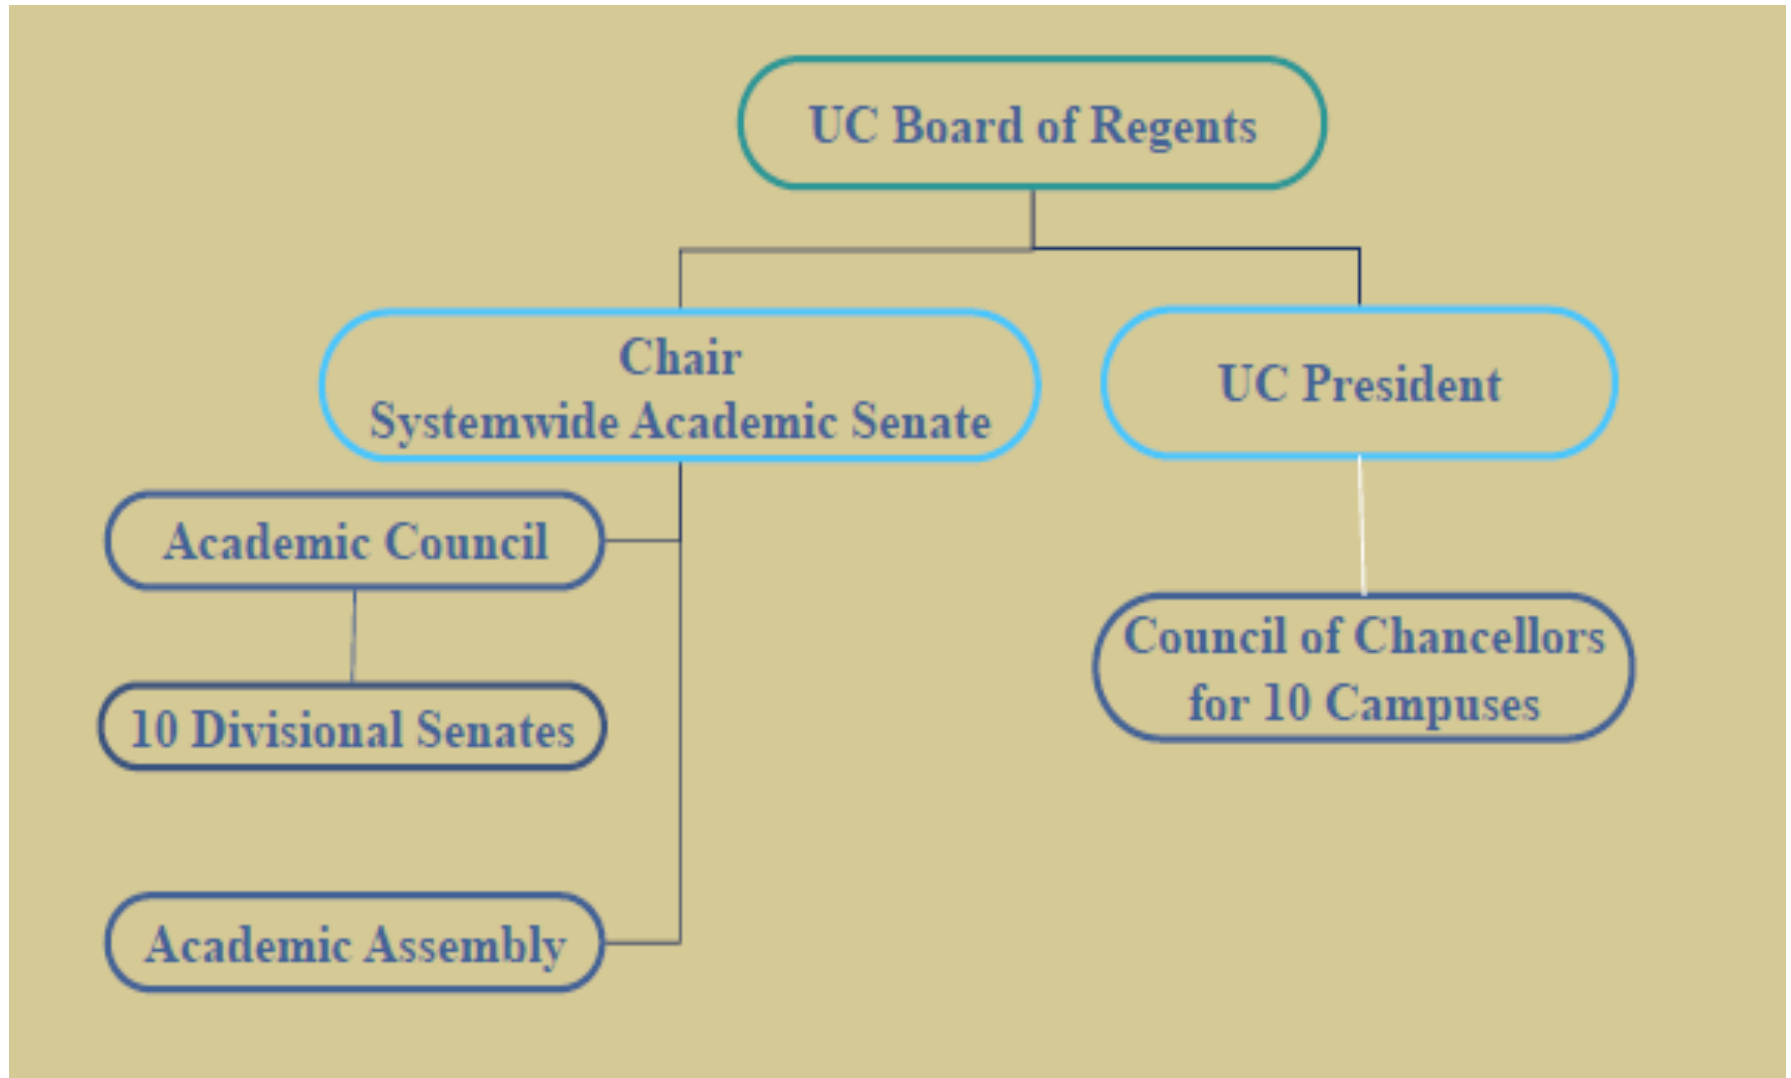 UC Board of Regents
Chair
Systemwide Academic Senate
UC President
Academic Council
Council of Chancellors
for 10 Campuses
10 Divisional Senates
Academic Assembly